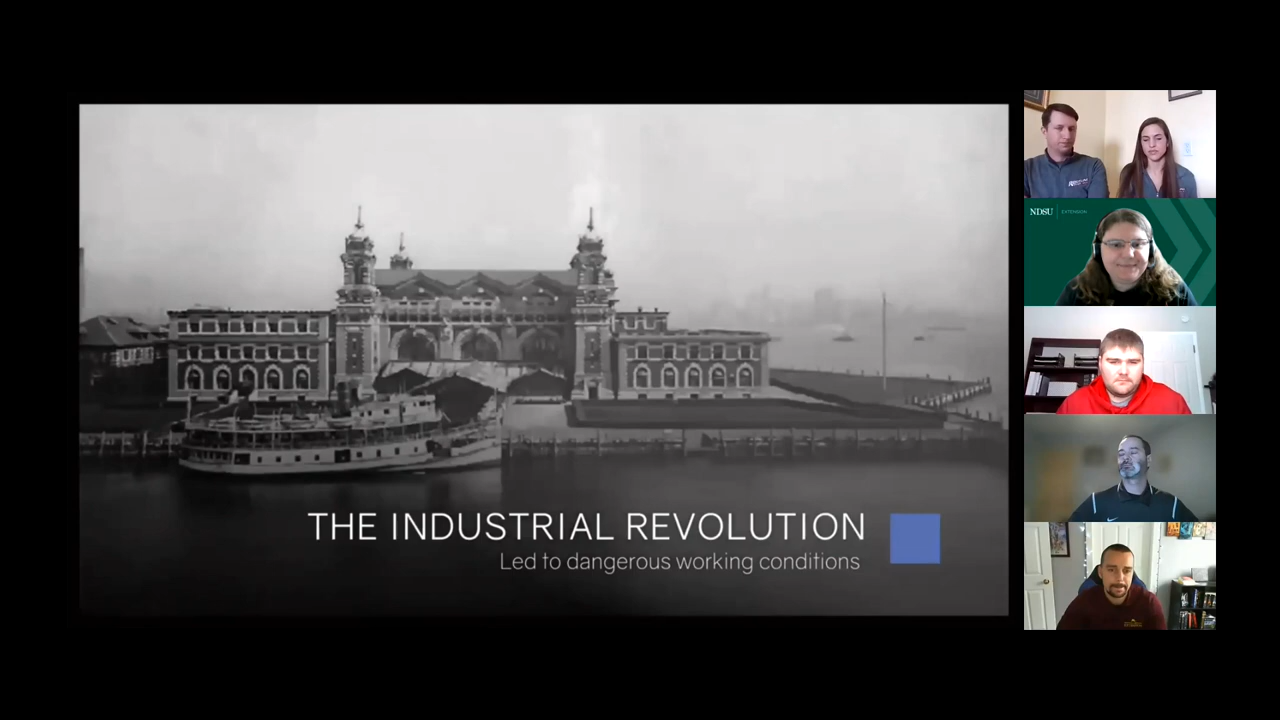 THE INDUSTRIAL REVOLUTION
Led to dangerous working conditions
NDSU EXTENSION